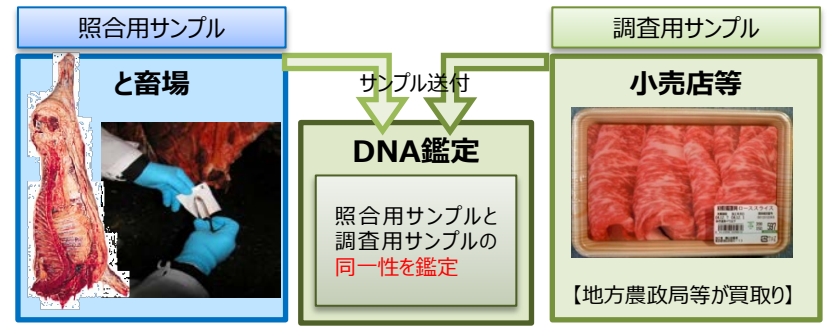 照合用サンプル
調査用サンプル
と畜場
サンプル送付
小売店等
DNA鑑定
照合用サンプルと
調査用サンプルの
同一性を鑑定
【地方農政局等が買取り】